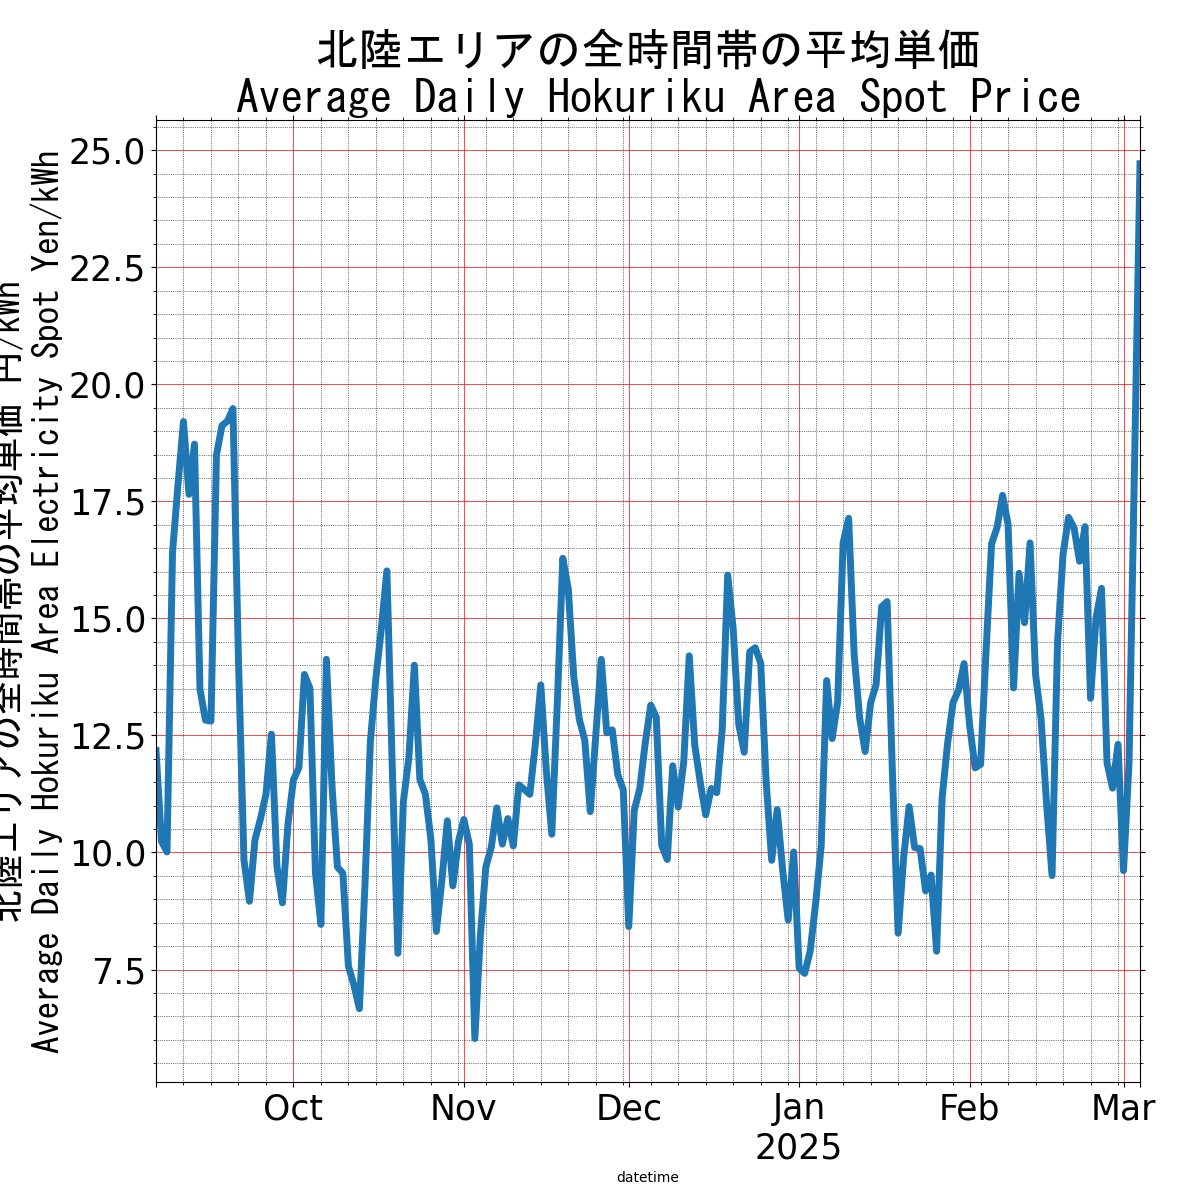 北陸エリアの全時間帯の平均単価
Average Daily Hokuriku Area Spot Price
北陸エリアの全時間帯の平均単価 円/kWh
Average Daily Hokuriku Area Electricity Spot Yen/kWh
25.0
22.5
20.0
17.5
15.0
12.5
10.0
7.5
Oct
Nov
Dec
Jan
2025
Feb
Mar
datetime